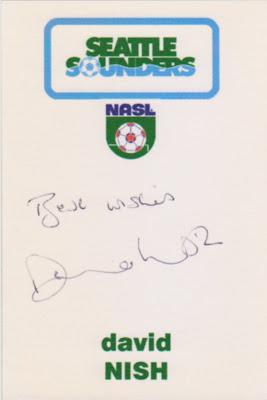 SEATTLE
SOUNDERS
NASL
Best wishes
david
NISH